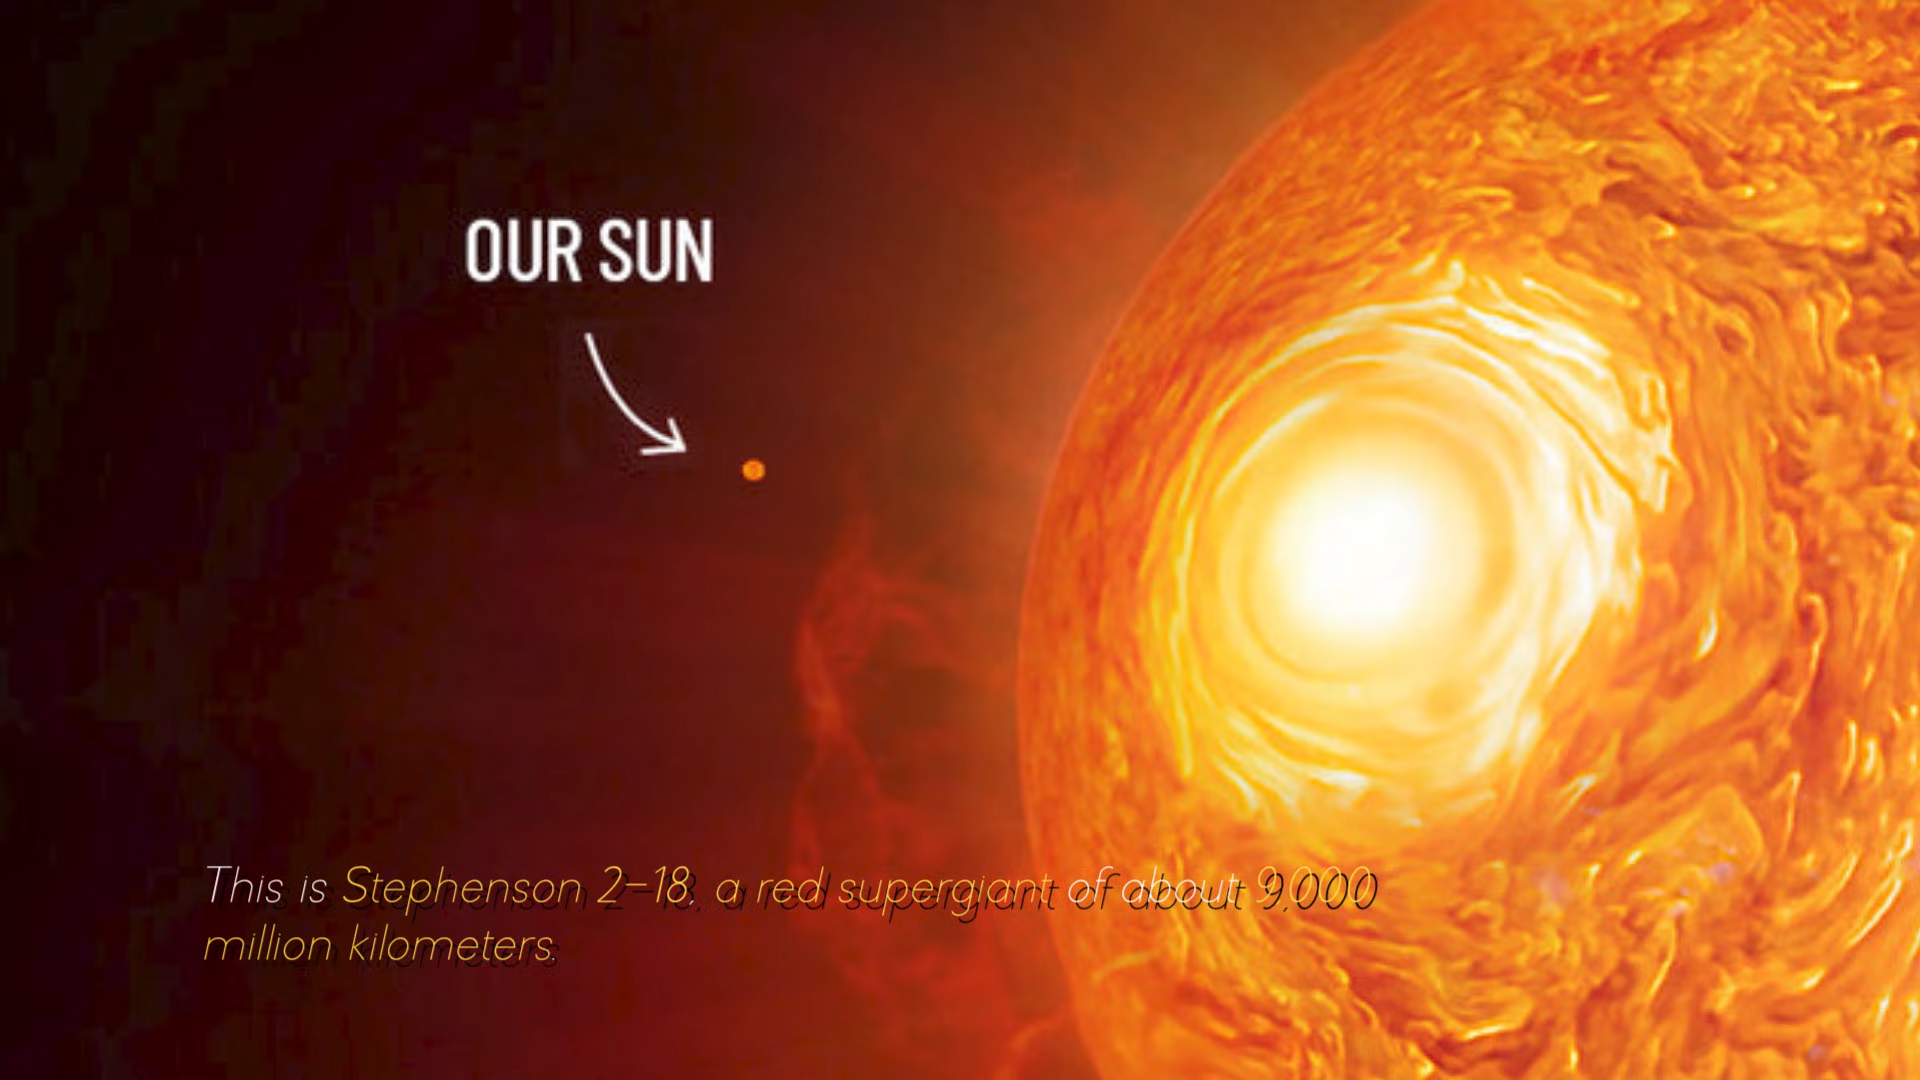 OUR SUN
This is Stephenson 2–18, a red supergiant of about 9,000
million kilometers.